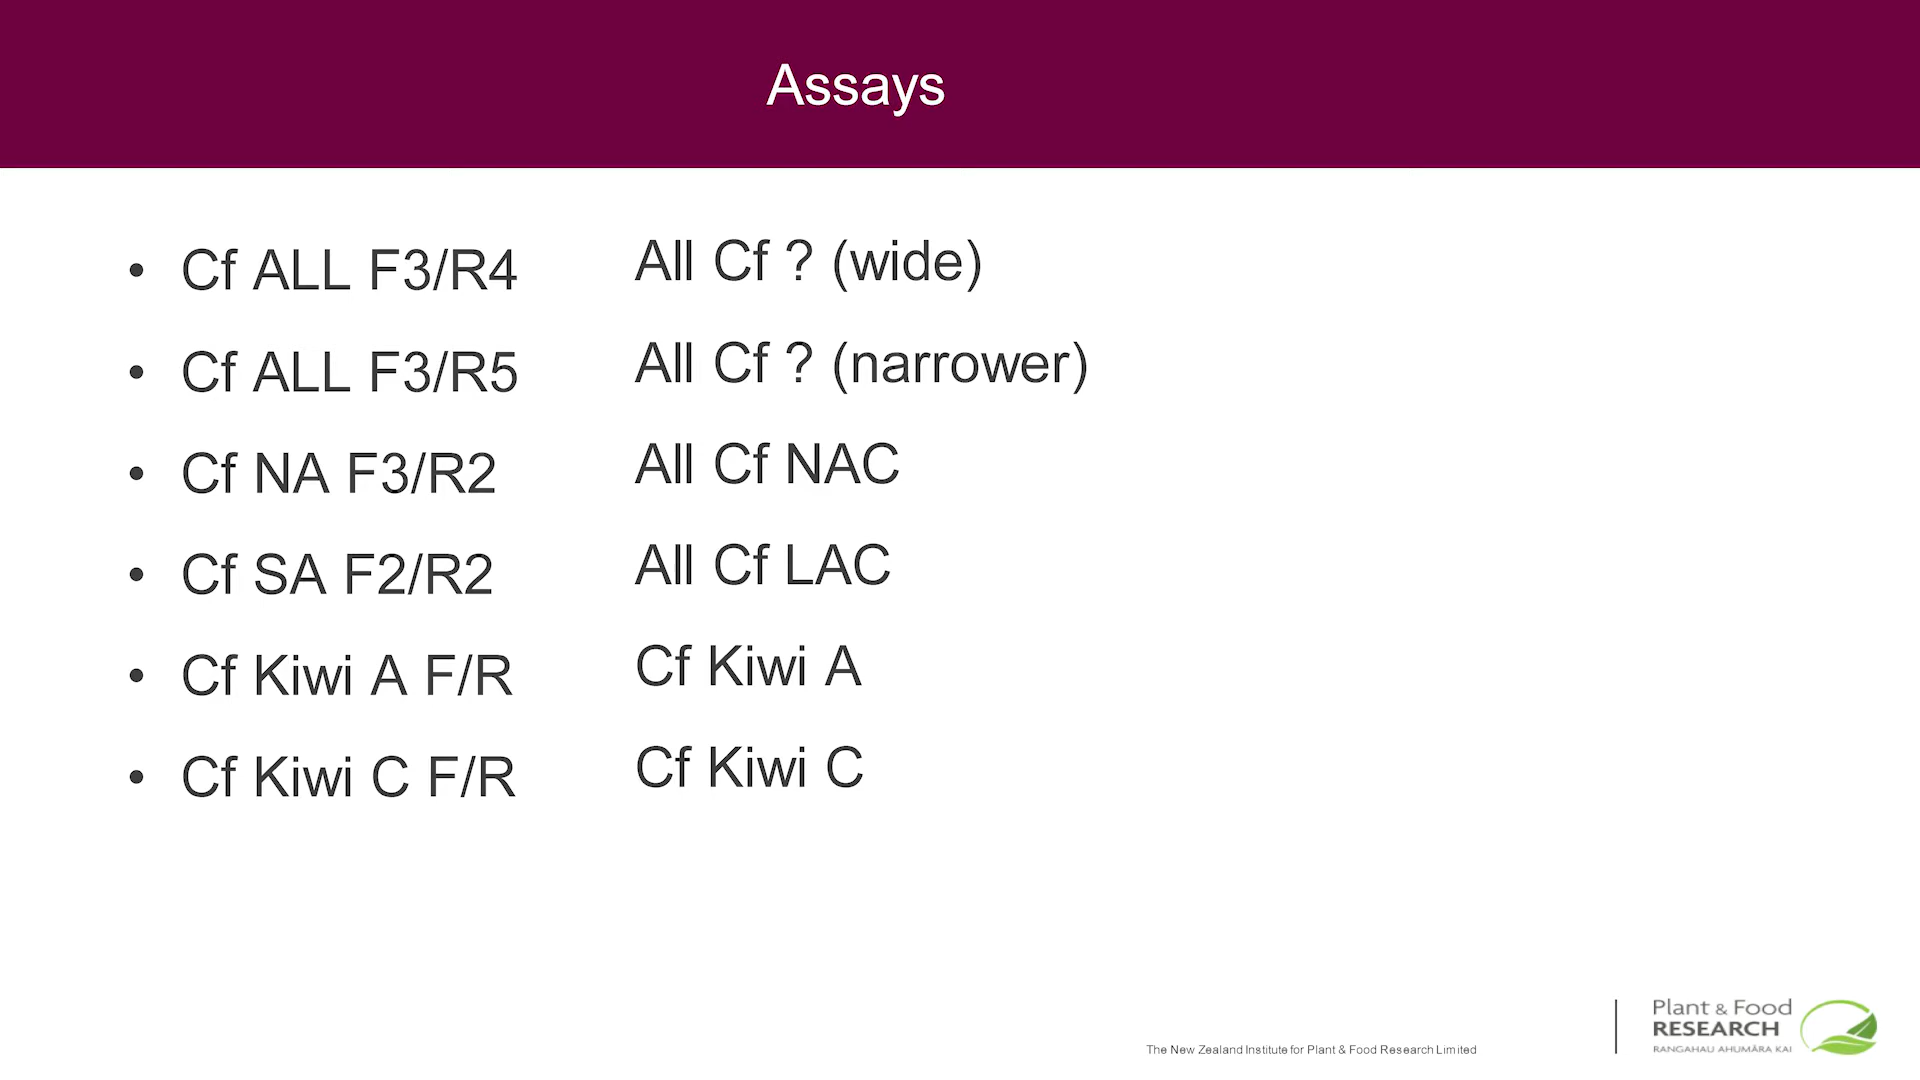 Assays
• Cf ALL F3/R4 All Cf ? (wide)
• Cf ALL F3/R5 All Cf ? (narrower)
• Cf NA F3/R2 All Cf NAC
• Cf SA F2/R2 All Cf LAC
• Cf Kiwi A F/R Cf Kiwi A
• Cf Kiwi C F/R Cf Kiwi C
The New Zealand Institute for Plant & Food Research Limited
Plant & Food
RESEARCH
RANGAHAU AHUMĀRA KAI